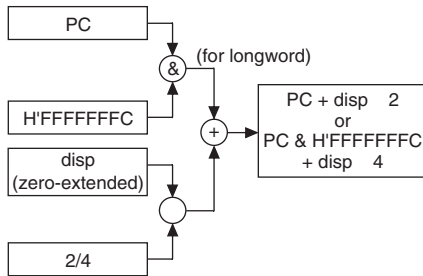 PC
&
(for longword)
H'FFFFFFFC
+
PC + disp 2
or
PC & H'FFFFFFFC
+ disp 4
disp
(zero-extended)
2/4